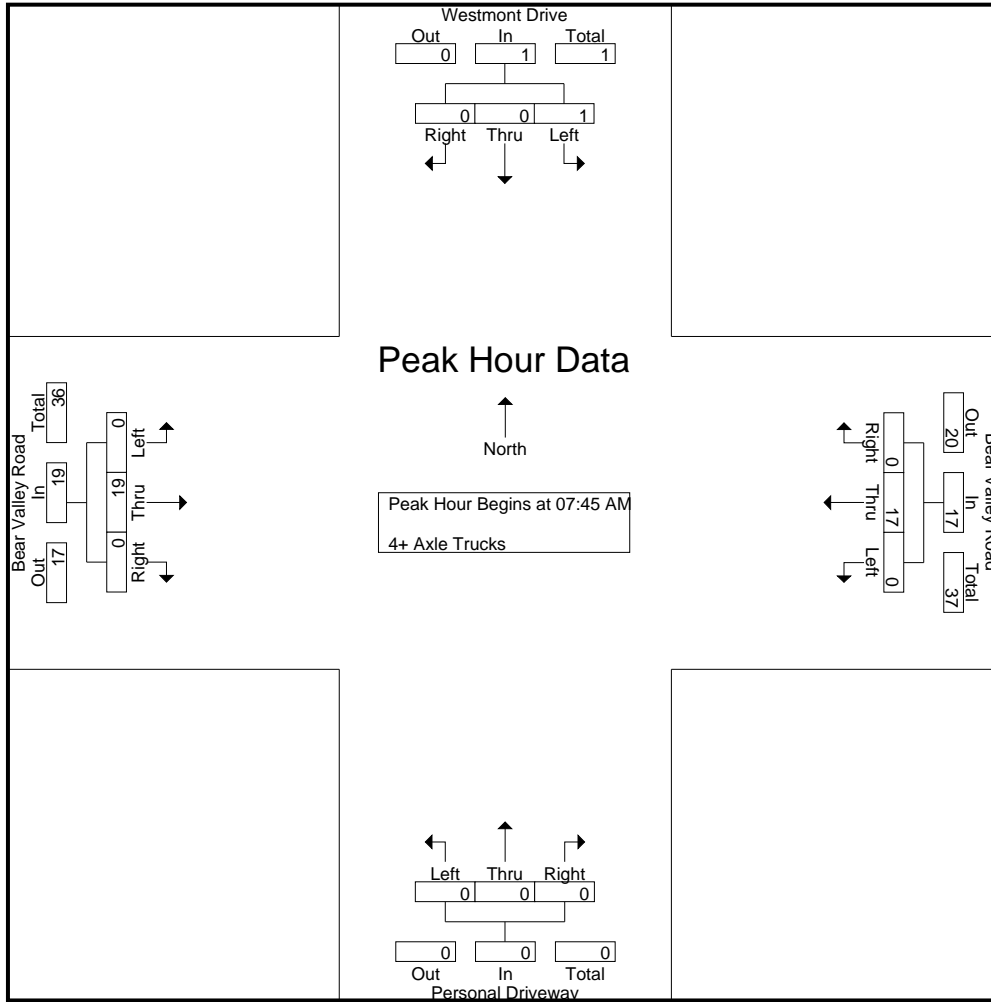 Westmont Drive
Out In Total
0 1 1
0 0 1
Right Thru Left
Peak Hour Data
North
Peak Hour Begins at 07:45 AM
4+ Axle Trucks
Bear Valley Road
Out In Total
17 19 36
0 19 0
Right Thru Left
Bear Valley Road
Out In Total
20 17 37
0 17 0
Right Thru Left
Left Thru Right
0 0 0
0 0 0
Out In Total
Personal Driveway